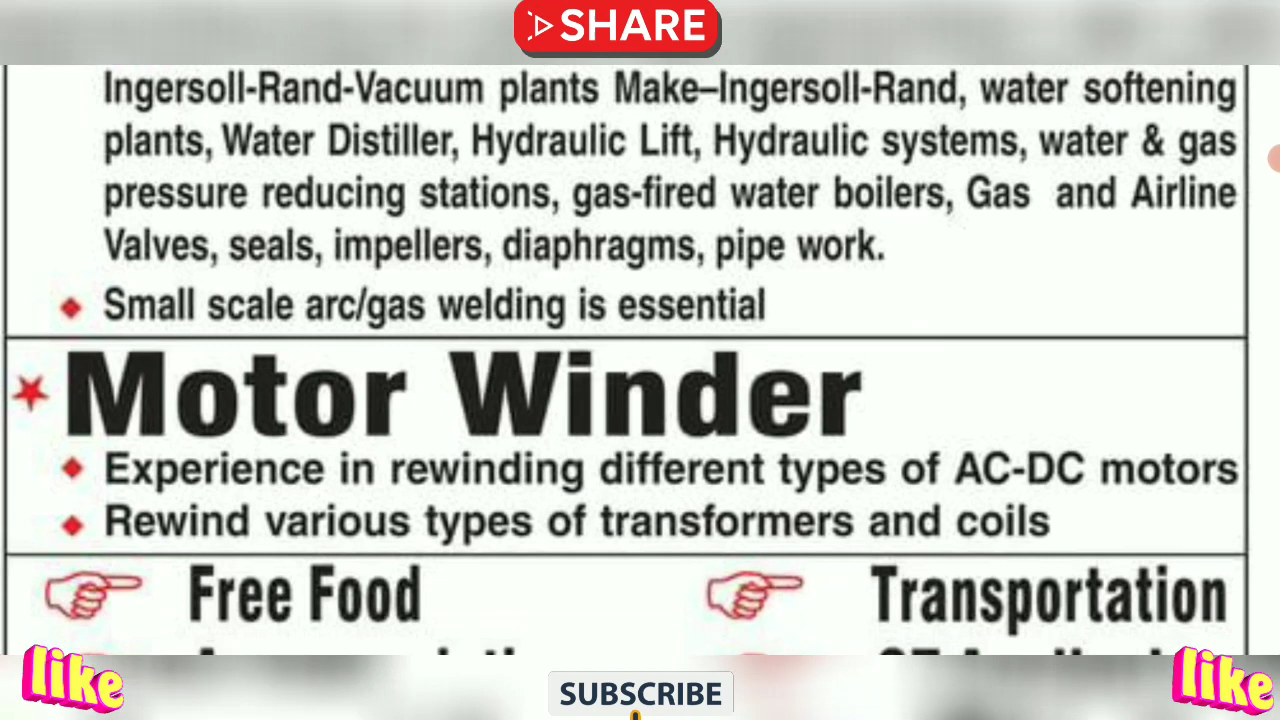 SHARE
Ingersoll-Rand-Vacuum plants Make–Ingersoll-Rand, water softening
plants, Water Distiller, Hydraulic Lift, Hydraulic systems, water & gas
pressure reducing stations, gas-fired water boilers, Gas and Airline
Valves, seals, impellers, diaphragms, pipe work.
Small scale arc/gas welding is essential
Motor Winder
Experience in rewinding different types of AC-DC motors
Rewind various types of transformers and coils
Free Food Transportation
like SUBSCRIBE like